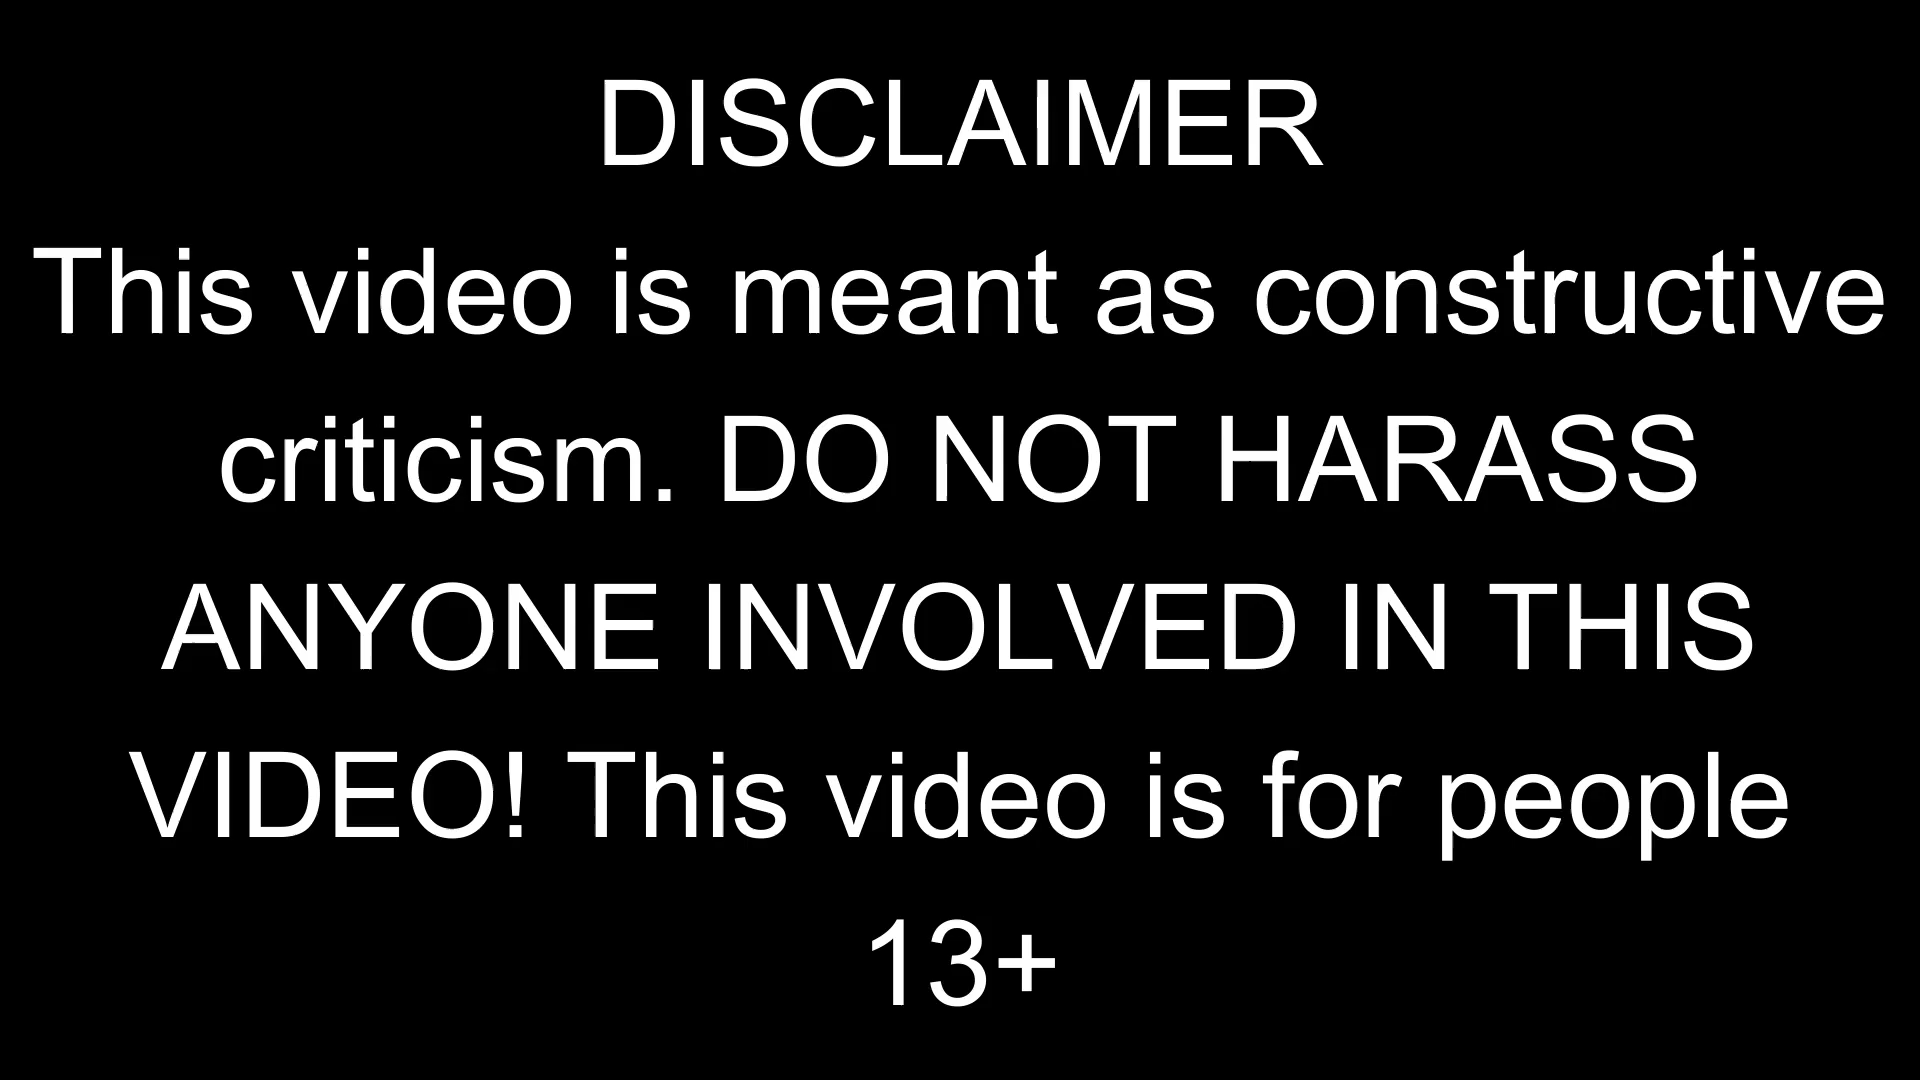 DISCLAIMER
This video is meant as constructive
criticism. DO NOT HARASS
ANYONE INVOLVED IN THIS
VIDEO! This video is for people
13+